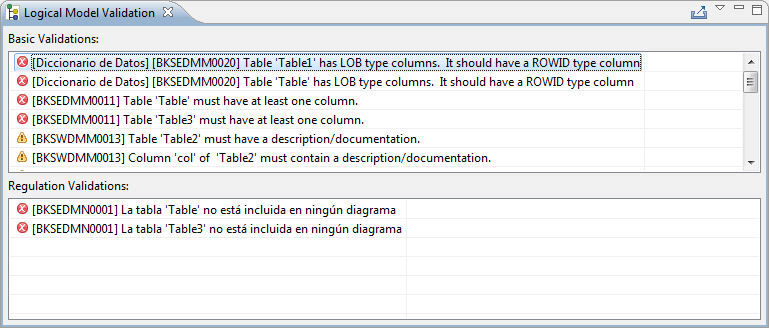 Logical Model Validation
Basic Validations:
[Diccionario de Datos] [BKSEDMM0020] Table 'Table1' has LOB type columns.  It should have a ROWID type column
[Diccionario de Datos] [BKSEDMM0020] Table 'Table' has LOB type columns.  It should have a ROWID type column
[BKSEDMM0011] Table 'Table' must have at least one column.
[BKSEDMM0011] Table 'Table3' must have at least one column.
[BKSWDMM0013] Table 'Table2' must have a description/documentation.
[BKSWDMM0013] Column 'col' of  'Table2' must contain a description/documentation.
Regulation Validations:
[BKSEDMN0001] La tabla 'Table' no está incluida en ningún diagrama
[BKSEDMN0001] La tabla 'Table3' no está incluida en ningún diagrama